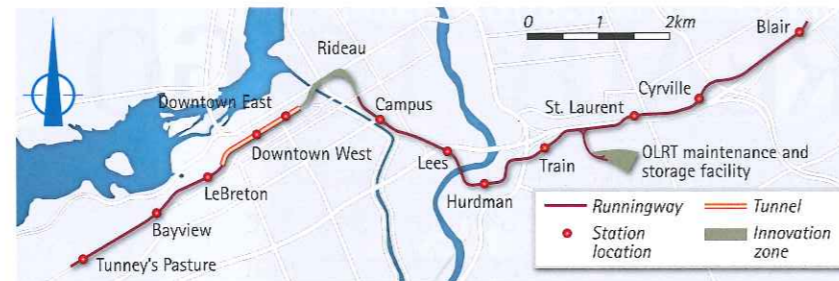 0 1 2km
Blair
Rideau
Cyrville
Downtown East
Campus
St. Laurent
Downtown West
Lees
Train
OLRT maintenance and
storage facility
LeBreton
Hurdman
Bayview
Tunney's Pasture
Runningway
Tunnel
Station
location
Innovation
zone